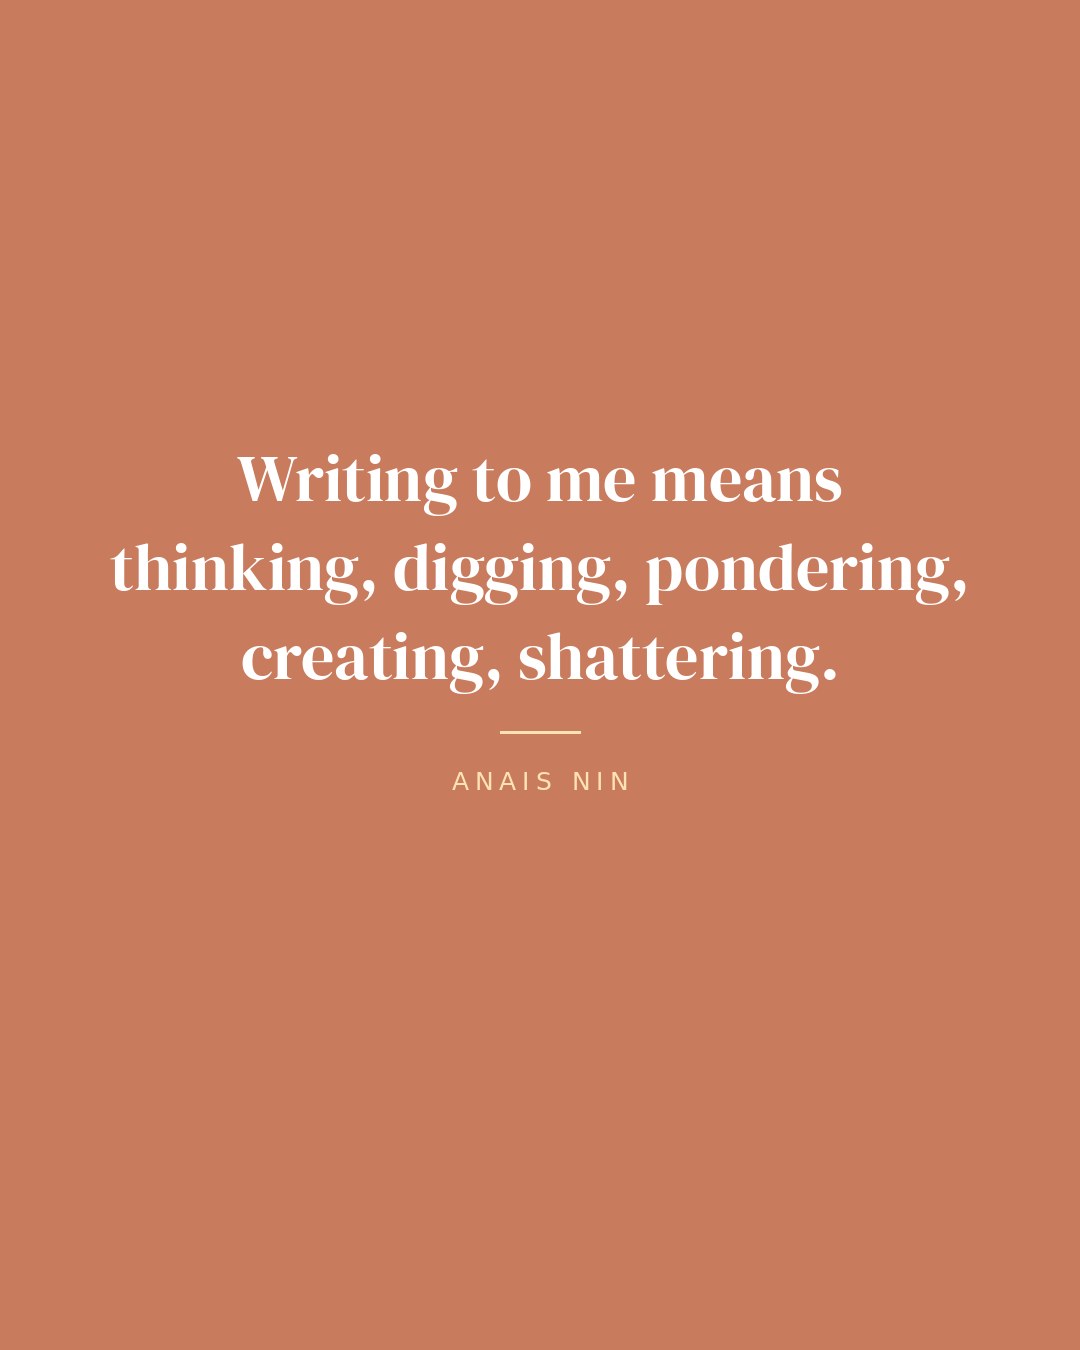 Writing to me means
thinking, digging, pondering,
creating, shattering.
ANAIS NIN